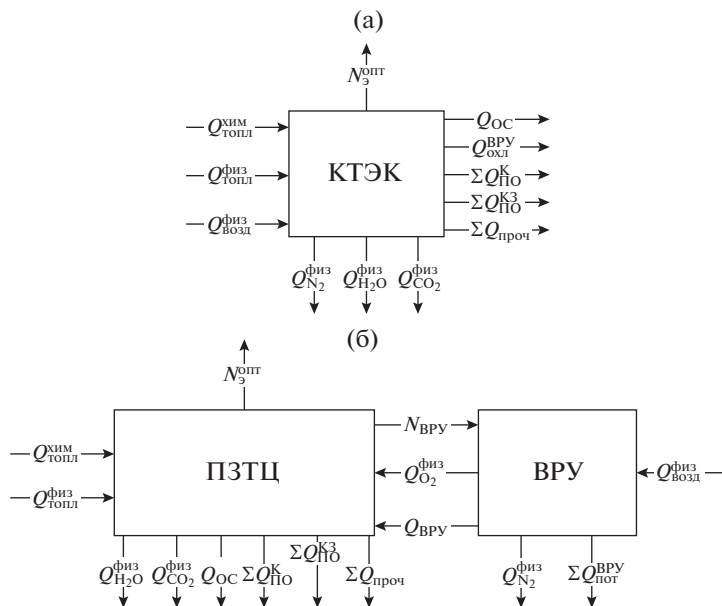 (а)
N_э^опт
Q_топл^хим
Q_топл^физ
Q_возд^физ
КТЭК
Q_ОС
Q_охл^ВРУ
ΣQ_ПО^К
ΣQ_ПО^КЗ
ΣQ_проч
Q_N₂^физ Q_H₂O^физ Q_CO₂^физ
(б)
N_э^опт
Q_топл^хим
Q_топл^физ
ПЗТЦ
N_ВРУ
Q_O₂^физ
Q_ВРУ
ВРУ
Q_возд^физ
Q_H₂O^физ Q_CO₂^физ Q_ОС ΣQ_ПО^К ΣQ_ПО^КЗ ΣQ_проч Q_N₂^физ ΣQ_пот^ВРУ